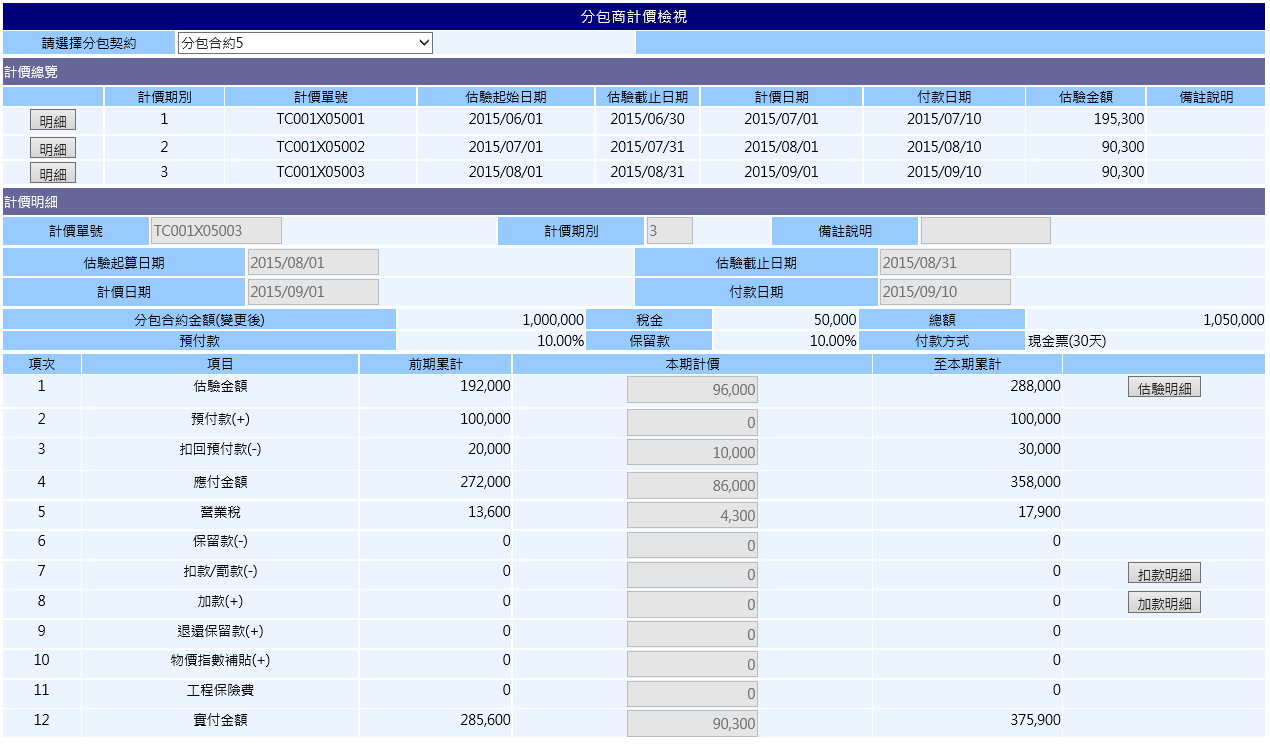 分包商計價檢視
請選擇分包契約 分包合約5
計價總覽
計價期別 計價單號 估驗起始日期 估驗截止日期 計價日期 付款日期 估驗金額 備註說明
明細 1 TC001X05001 2015/06/01 2015/06/30 2015/07/01 2015/07/10 195,300
明細 2 TC001X05002 2015/07/01 2015/07/31 2015/08/01 2015/08/10 90,300
明細 3 TC001X05003 2015/08/01 2015/08/31 2015/09/01 2015/09/10 90,300
計價明細
計價單號 TC001X05003 計價期別 3 備註說明
估驗起算日期 2015/08/01 估驗截止日期 2015/08/31
計價日期 2015/09/01 付款日期 2015/09/10
分包合約金額(變更後) 1,000,000 稅金 50,000 總額 1,050,000
預付款 10.00% 保留款 10.00% 付款方式 現金票(30天)
項次 項目 前期累計 本期計價 至本期累計
1 估驗金額 192,000 96,000 288,000 估驗明細
2 預付款(+) 100,000 0 100,000
3 扣回預付款(-) 20,000 10,000 30,000
4 應付金額 272,000 86,000 358,000
5 營業稅 13,600 4,300 17,900
6 保留款(-) 0 0 0
7 扣款/罰款(-) 0 0 0 扣款明細
8 加款(+) 0 0 0 加款明細
9 退還保留款(+) 0 0 0
10 物價指數補貼(+) 0 0 0
11 工程保險費 0 0 0
12 實付金額 285,600 90,300 375,900